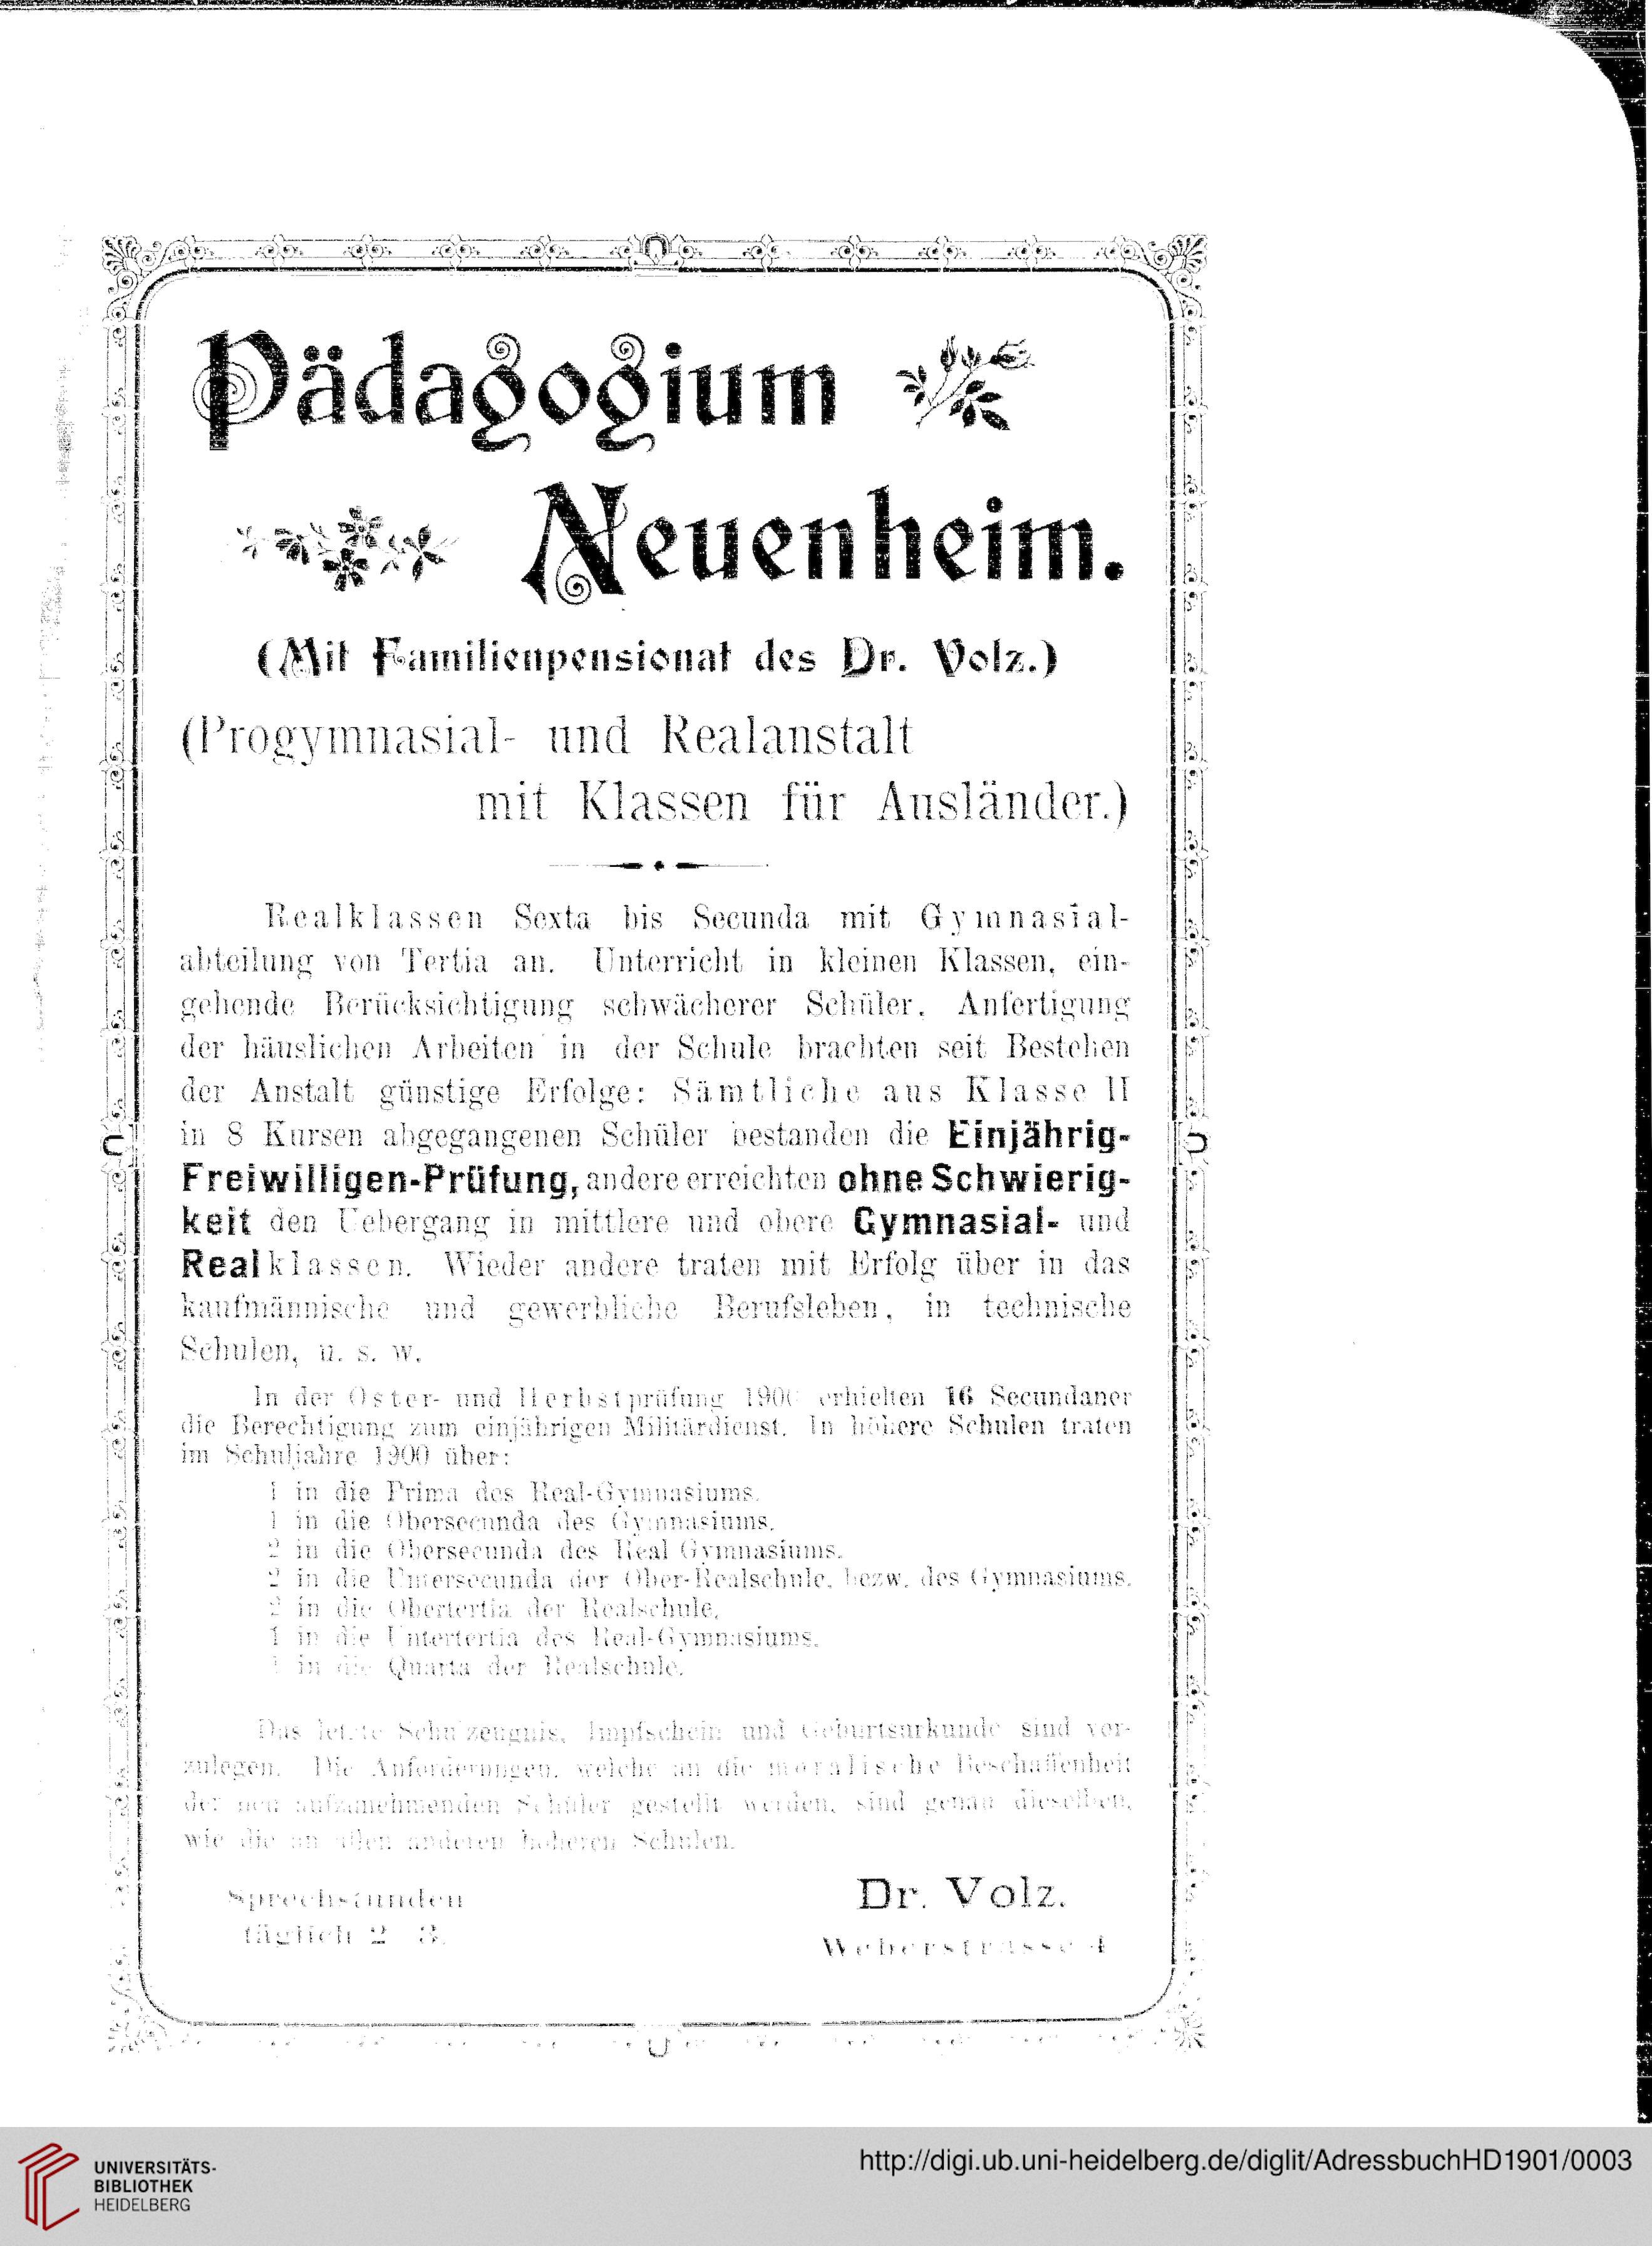 Pädagogium
Neuenheim.
(Mit Familienpensionat des Dr. Volz.)
(Progymnasial- und Realanstalt
mit Klassen für Ausländer.)
Realklassen Sexta bis Secunda mit Gymnasial-
abteilung von Tertia an. Unterricht in kleinen Klassen, ein-
gehende Berücksichtigung schwächerer Schüler, Anfertigung
der häuslichen Arbeiten in der Schule brachten seit Bestehen
der Anstalt günstige Erfolge: Sämtliche aus Klasse II
in 8 Kursen abgegangenen Schüler bestanden die Einjährig-
Freiwilligen-Prüfung, andere erreichten ohne Schwierig-
keit den Uebergang in mittlere und obere Gymnasial- und
Realklassen. Wieder andere traten mit Erfolg über in das
kaufmännische und gewerbliche Berufsleben, in technische
Schulen, u. s. w.
In der Oster- und Herbstprüfung 1900 erhielten 16 Secundaner
die Berechtigung zum einjährigen Militärdienst. In höhere Schulen traten
im Schuljahre 1900 über:
1 in die Prima des Real-Gymnasiums.
1 in die Obersecunda des Gymnasiums.
2 in die Obersecunda des Real Gymnasiums.
2 in die Untersecunda der Ober-Realschule, bezw. des Gymnasiums.
2 in die Obertertia der Realschule,
1 in die Untertertia des Real-Gymnasiums.
1 in die Quarta der Realschule.
Das letzte Schulzeugnis, Impfschein und Geburtsurkunde sind vor-
zulegen. Die Anforderungen, welche an die moralische Beschaffenheit
der neu aufzunehmenden Schüler gestellt werden, sind genau dieselben,
wie die an allen anderen höheren Schulen.
Sprechstunden
täglich 2 3.
Dr. Volz.
Weberstrasse 4
UNIVERSITÄTS-
BIBLIOTHEK
HEIDELBERG
http://digi.ub.uni-heidelberg.de/diglit/AdressbuchHD1901/0003